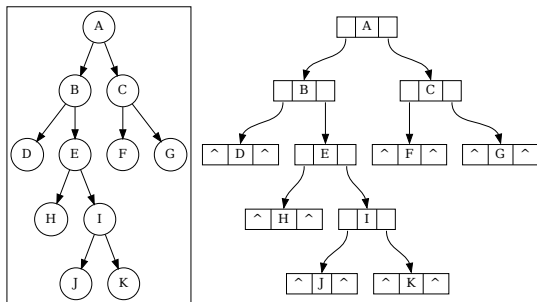 A
B C
D E F G
H I
J K
A
B C
^ D ^ E ^ F ^ ^ G ^
^ H ^ I
^ J ^ ^ K ^